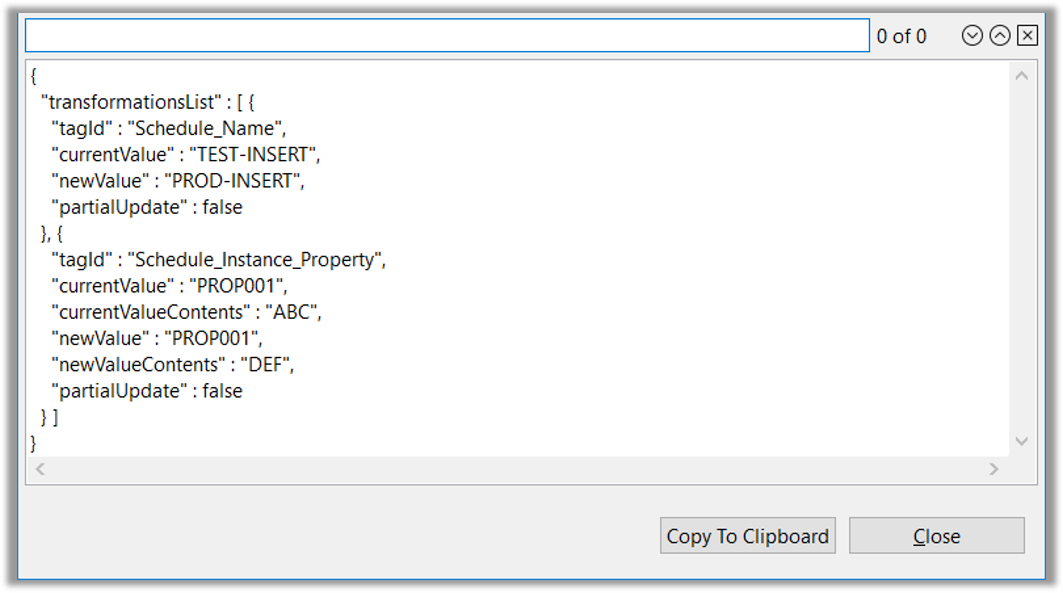 0 of 0
{
"transformationsList" : [ {
"tagId" : "Schedule_Name",
"currentValue" : "TEST-INSERT",
"newValue" : "PROD-INSERT",
"partialUpdate" : false
}, {
"tagId" : "Schedule_Instance_Property",
"currentValue" : "PROP001",
"currentValueContents" : "ABC",
"newValue" : "PROP001",
"newValueContents" : "DEF",
"partialUpdate" : false
} ]
}
Copy To Clipboard
Close